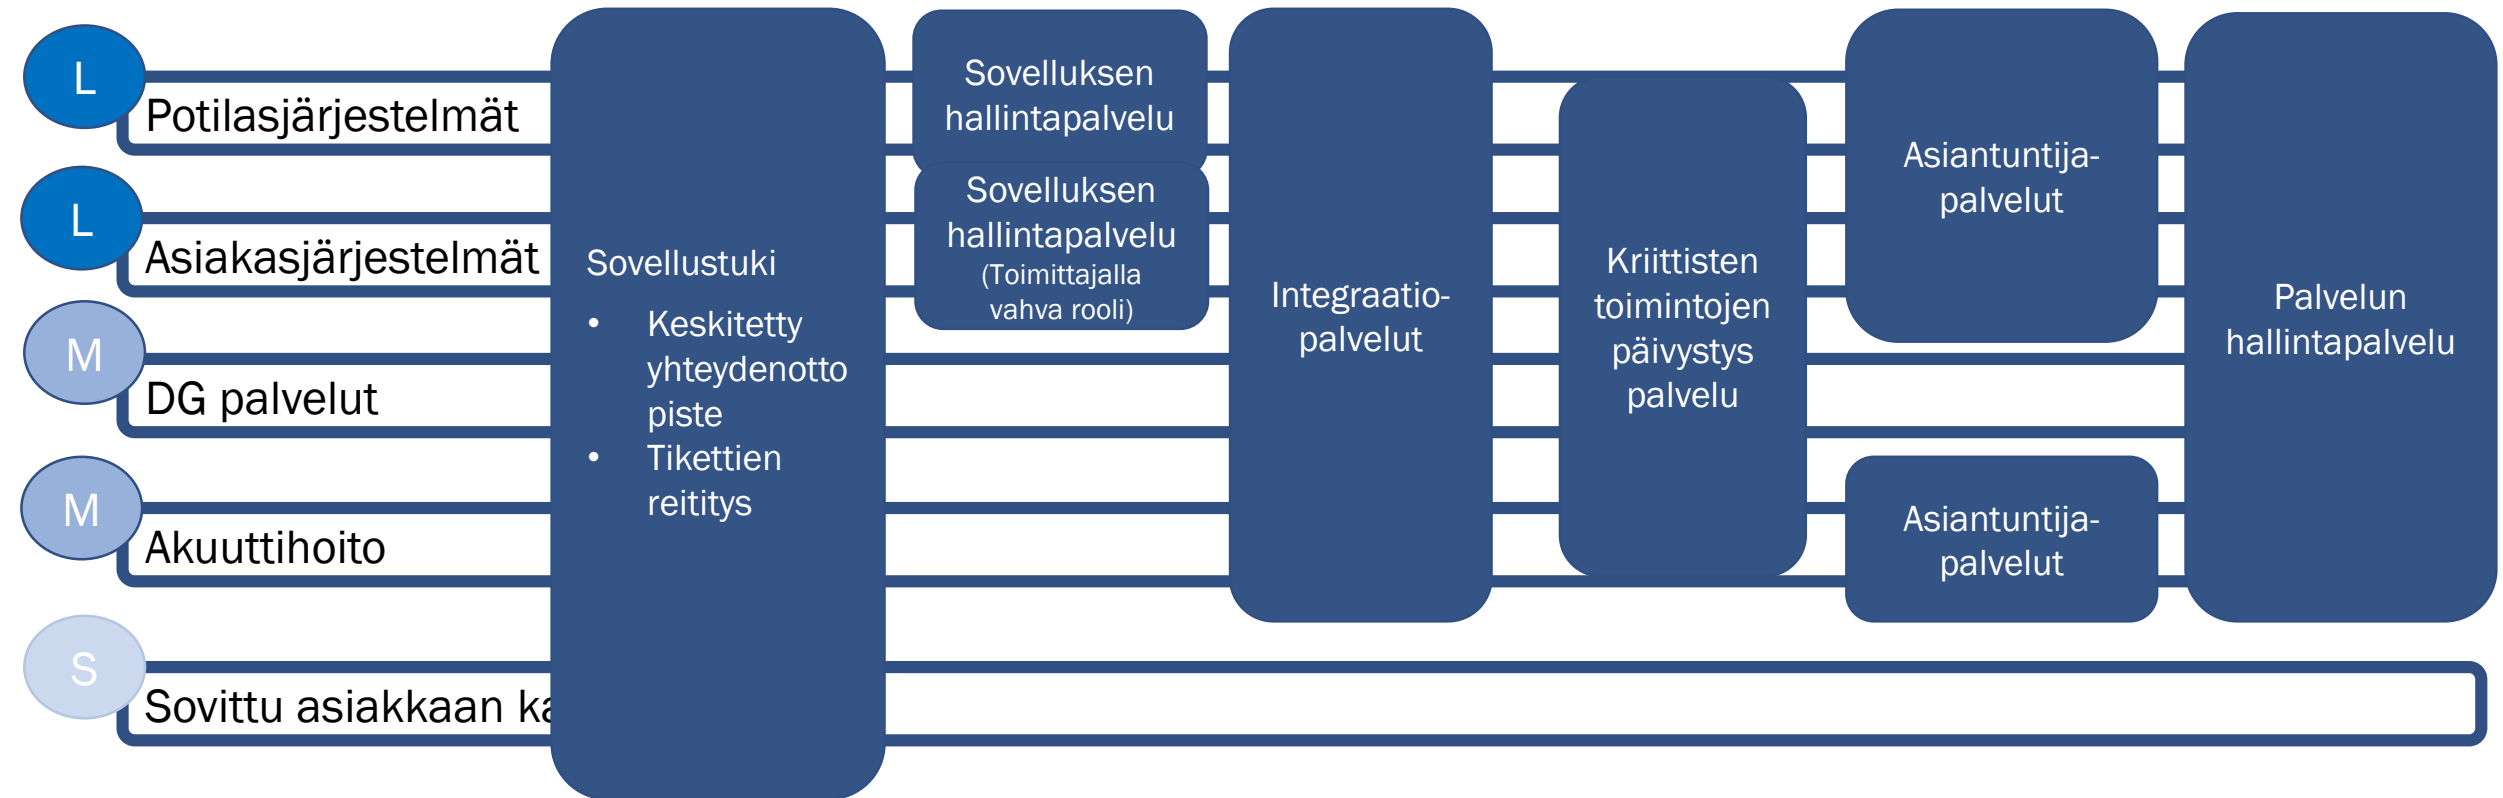 L
Potilasjärjestelmät
L
Asiakasjärjestelmät
M
DG palvelut
M
Akuuttihoito
S
Sovittu asiakkaan
Sovellustuki
• Keskitetty
yhteydenotto
piste
• Tikettien
reititys
Sovelluksen
hallintapalvelu
Sovelluksen
hallintapalvelu
(Toimittajalla
vahva rooli)
Integraatio-
palvelut
Kriittisten
toimintojen
päivystys
palvelu
Asiantuntija-
palvelut
Asiantuntija-
palvelut
Palvelun
hallintapalvelu